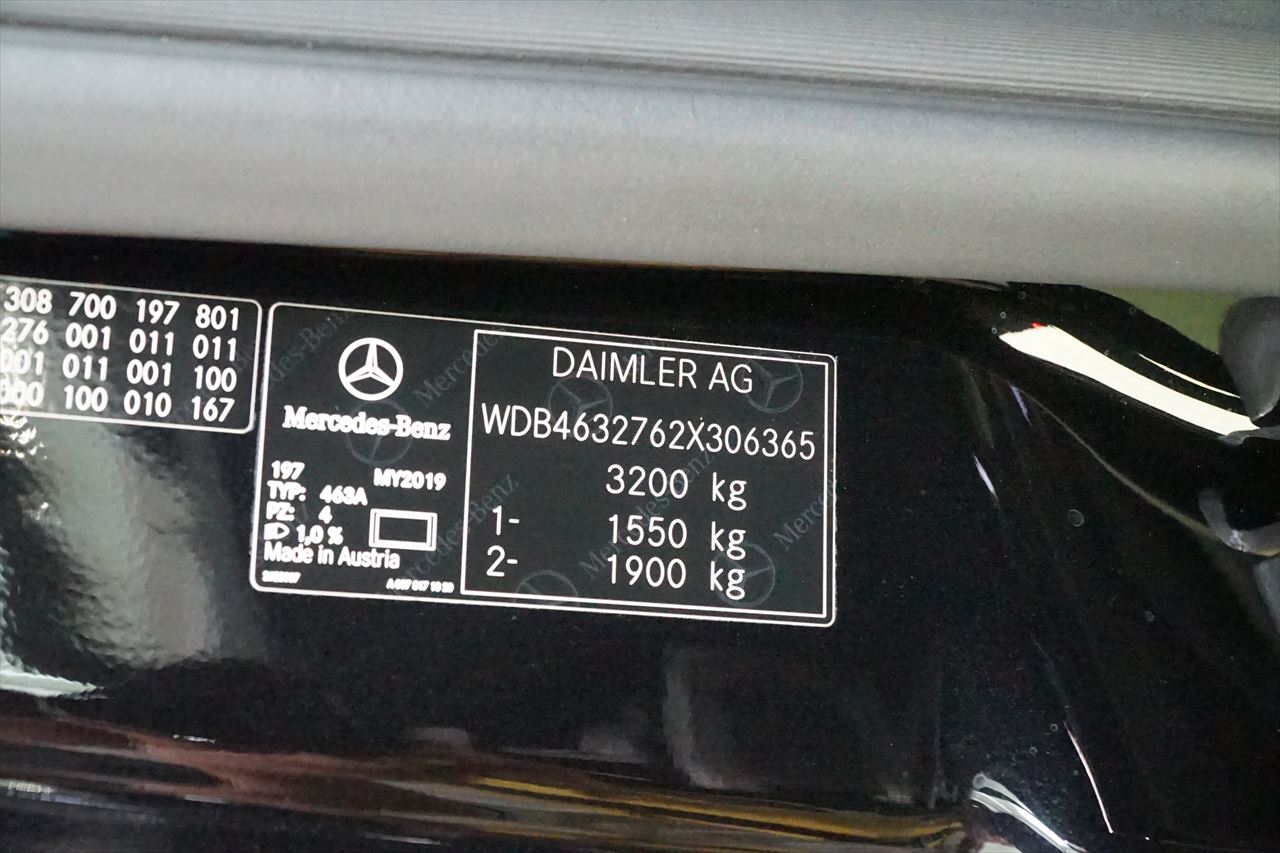 308 700 197 801
276 001 011 011
001 011 001 100
000 100 010 167
Mercedes-Benz
197 MY2019
TYP: 463A
PZ: 4
1,0 %
Made in Austria
DAIMLER AG
WDB4632762X306365
3200 kg
1- 1550 kg
2- 1900 kg